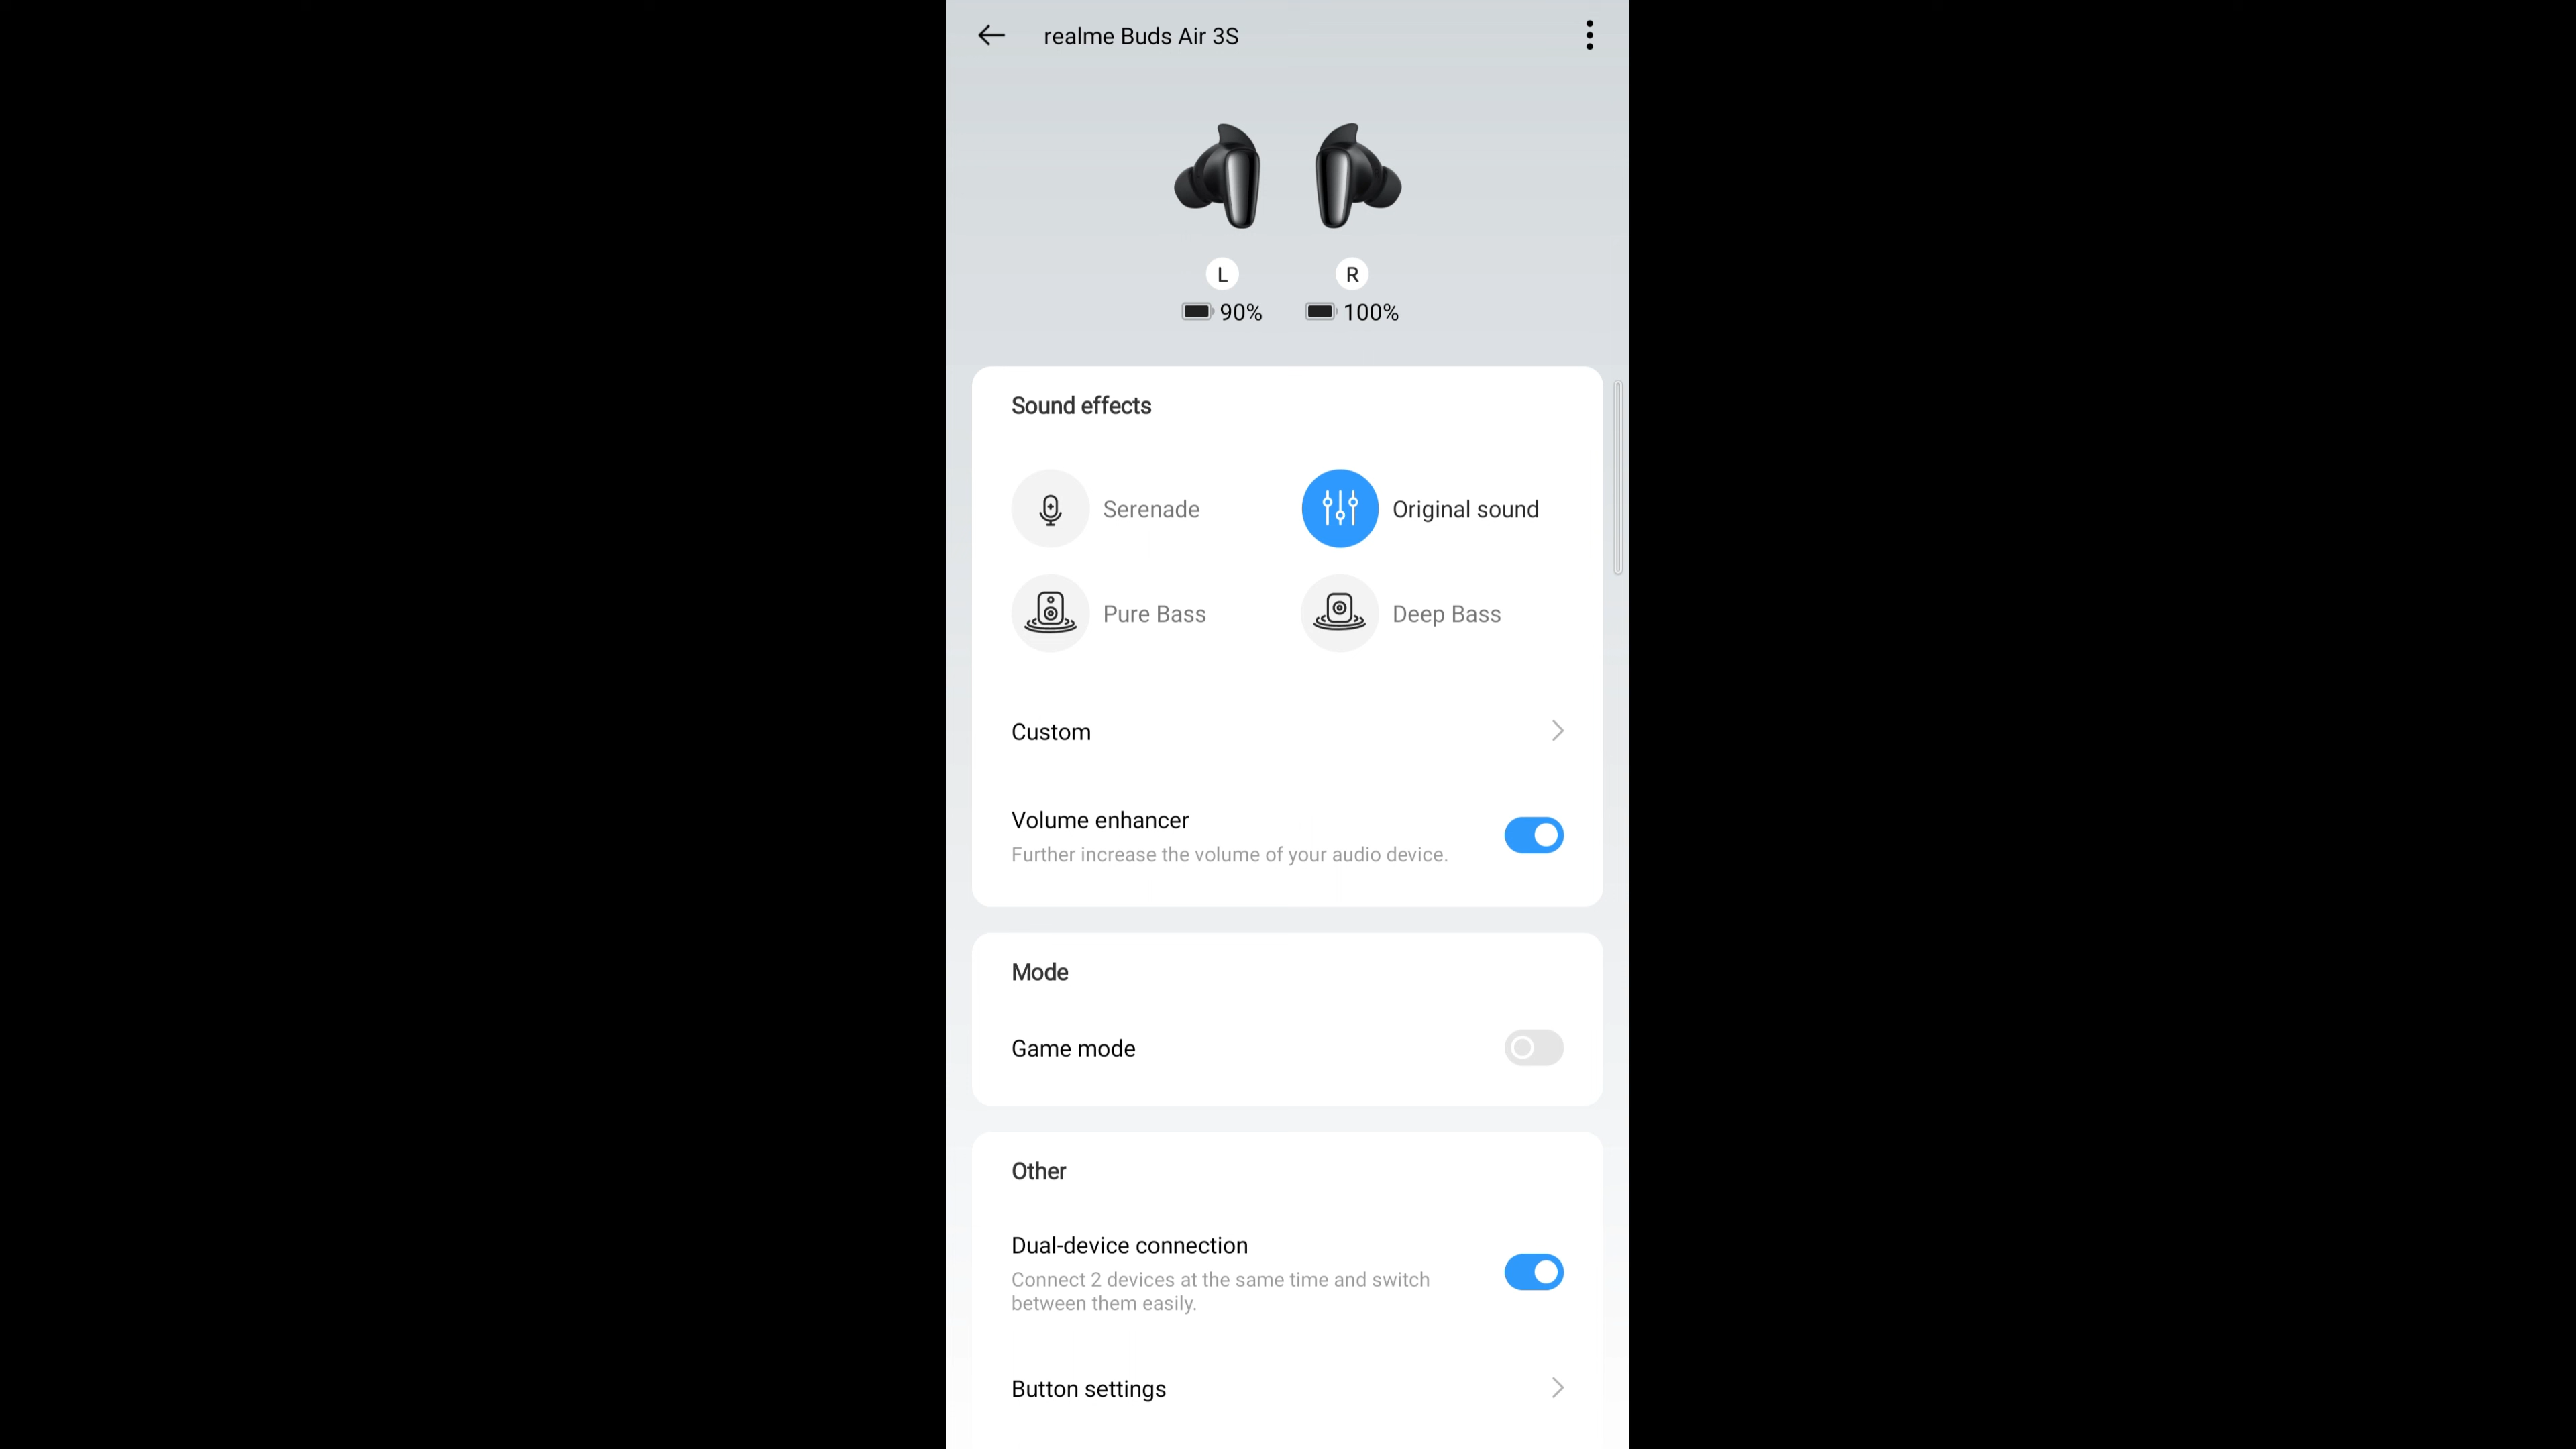 realme Buds Air 3S
L R
90% 100%
Sound effects
Serenade Original sound
Pure Bass Deep Bass
Custom
Volume enhancer
Further increase the volume of your audio device.
Mode
Game mode
Other
Dual-device connection
Connect 2 devices at the same time and switch
between them easily.
Button settings